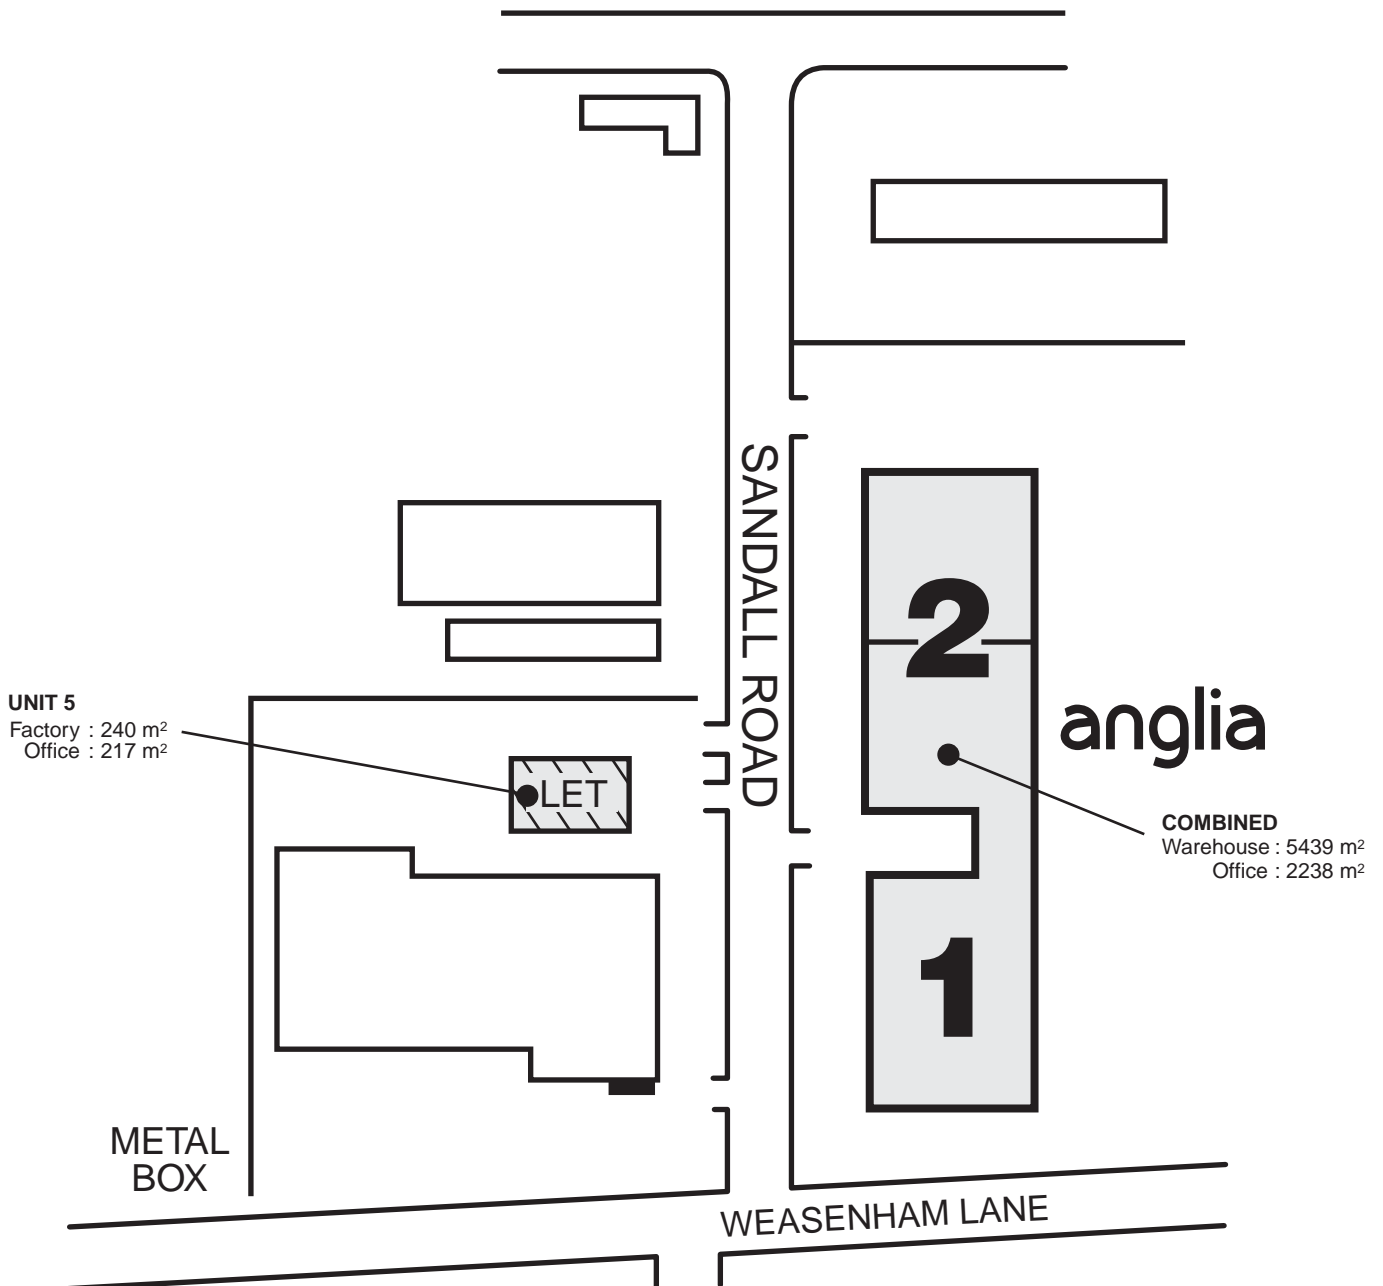 SANDALL ROAD
2
UNIT 5
Factory : 240 m²
Office : 217 m²
anglia
LET
COMBINED
Warehouse : 5439 m²
Office : 2238 m²
1
METAL
BOX
WEASENHAM LANE